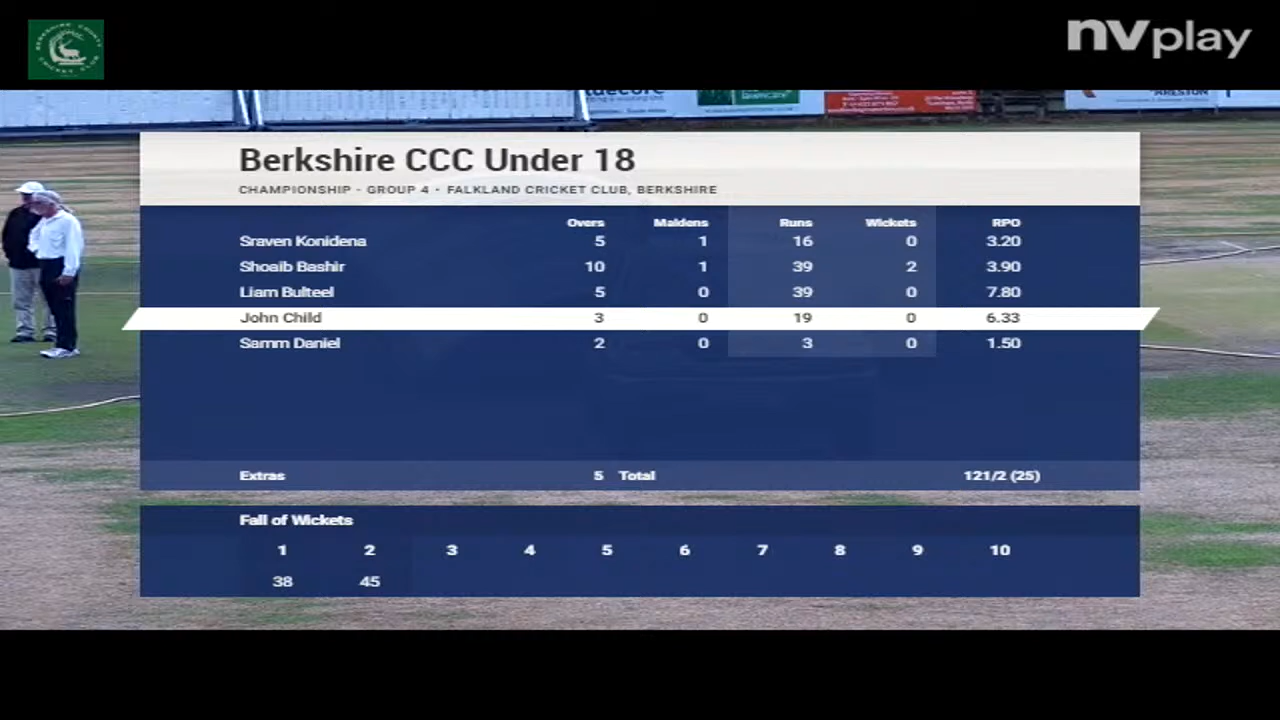 nvplay
BERKSHIRE COUNTY
CRICKET CLUB
Berkshire CCC Under 18
CHAMPIONSHIP - GROUP 4 • FALKLAND CRICKET CLUB, BERKSHIRE
Overs Maidens Runs Wickets RPO
Sraven Konidena 5 1 16 0 3.20
Shoaib Bashir 10 1 39 2 3.90
Liam Bulteel 5 0 39 0 7.80
John Child 3 0 19 0 6.33
Samm Daniel 2 0 3 0 1.50
Extras 5 Total 121/2 (25)
Fall of Wickets
1 2 3 4 5 6 7 8 9 10
38 45